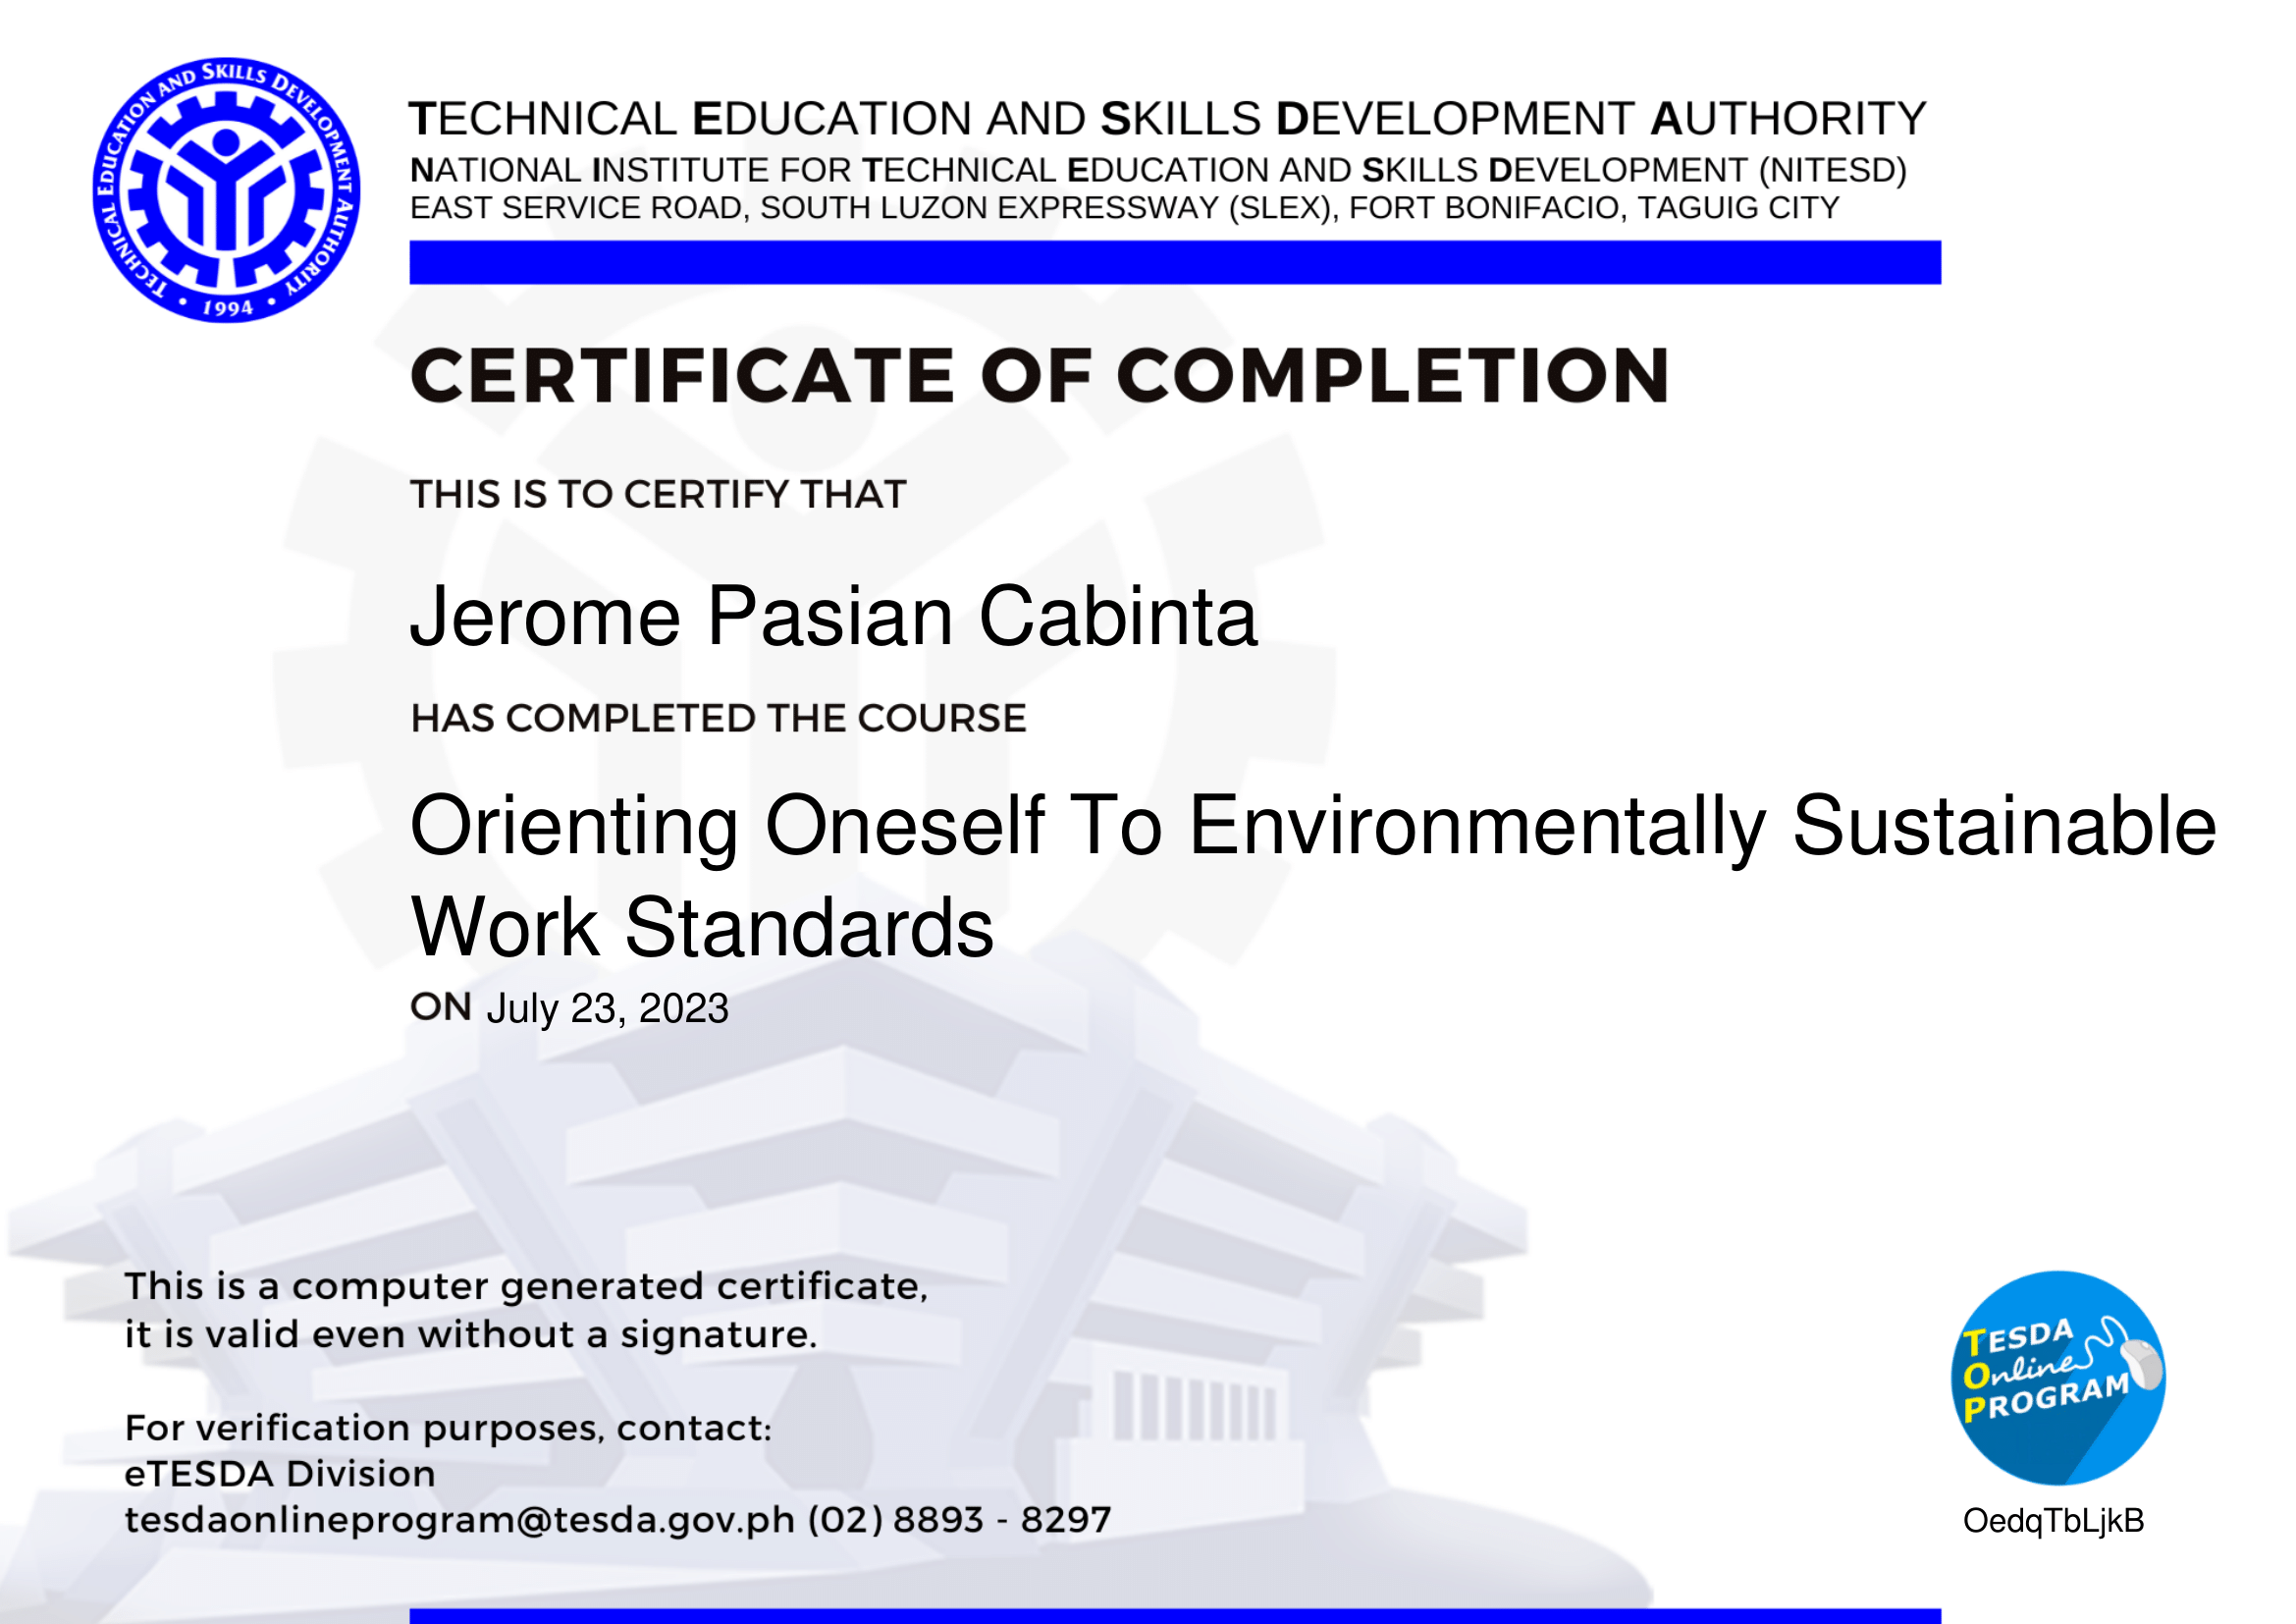 TECHNICAL EDUCATION AND SKILLS DEVELOPMENT AUTHORITY
• 1994 •
TECHNICAL EDUCATION AND SKILLS DEVELOPMENT AUTHORITY
NATIONAL INSTITUTE FOR TECHNICAL EDUCATION AND SKILLS DEVELOPMENT (NITESD)
EAST SERVICE ROAD, SOUTH LUZON EXPRESSWAY (SLEX), FORT BONIFACIO, TAGUIG CITY
CERTIFICATE OF COMPLETION
THIS IS TO CERTIFY THAT
Jerome Pasian Cabinta
HAS COMPLETED THE COURSE
Orienting Oneself To Environmentally Sustainable
Work Standards
ON July 23, 2023
This is a computer generated certificate,
it is valid even without a signature.
For verification purposes, contact:
eTESDA Division
tesdaonlineprogram@tesda.gov.ph (02) 8893 - 8297
TESDA
Online
PROGRAM
OedqTbLjkB